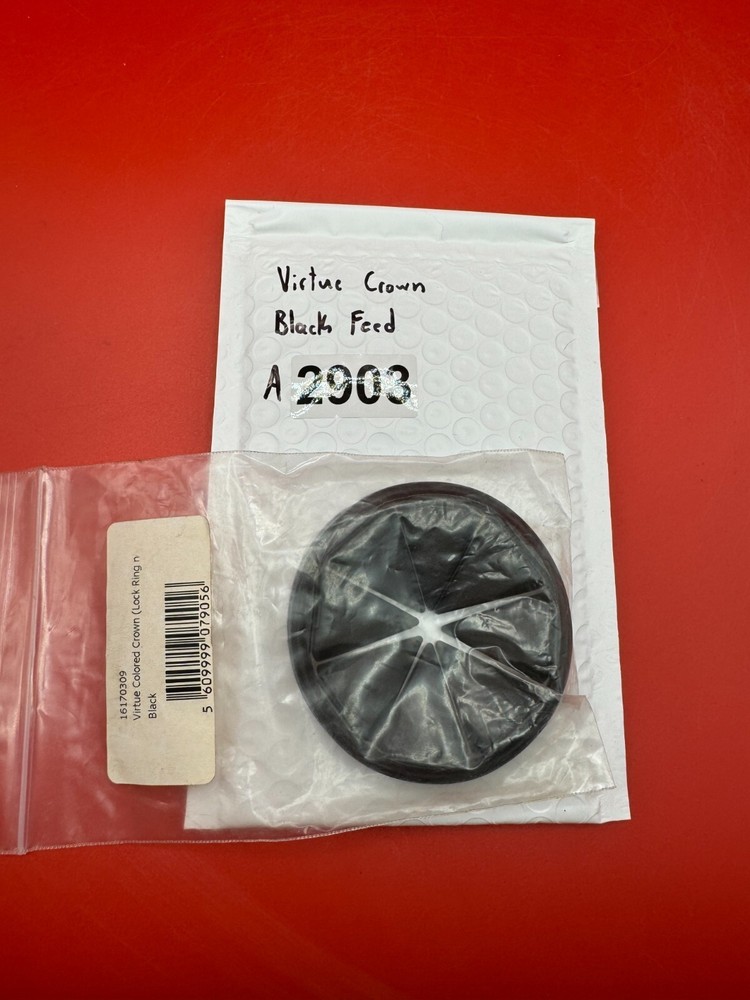 Virtue Crown
Black Feed
A 2903
16170309
Virtue Colored Crown (Lock Ring n
Black
5 609999 079056